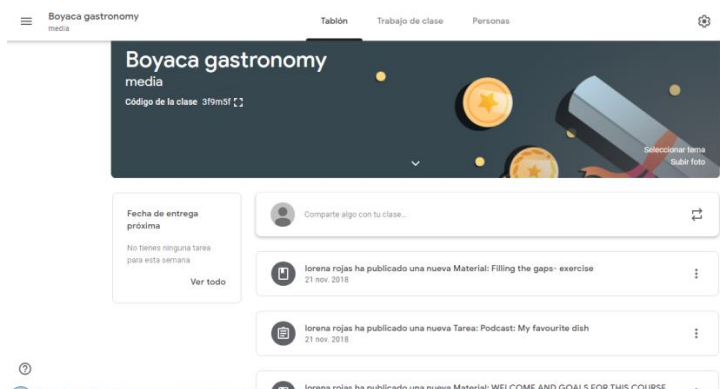 Boyaca gastronomy
media
Tablón
Trabajo de clase
Personas
Boyaca gastronomy
media
Código de la clase 3f9m5f
Seleccionar tema
Subir foto
Fecha de entrega
próxima
No tienes ninguna tarea
para esta semana
Ver todo
Comparte algo con tu clase...
lorena rojas ha publicado una nueva Material: Filling the gaps- exercise
21 nov. 2018
lorena rojas ha publicado una nueva Tarea: Podcast: My favourite dish
21 nov. 2018
lorena rojas ha publicado una nueva Material: WELCOME AND GOALS FOR THIS COURSE